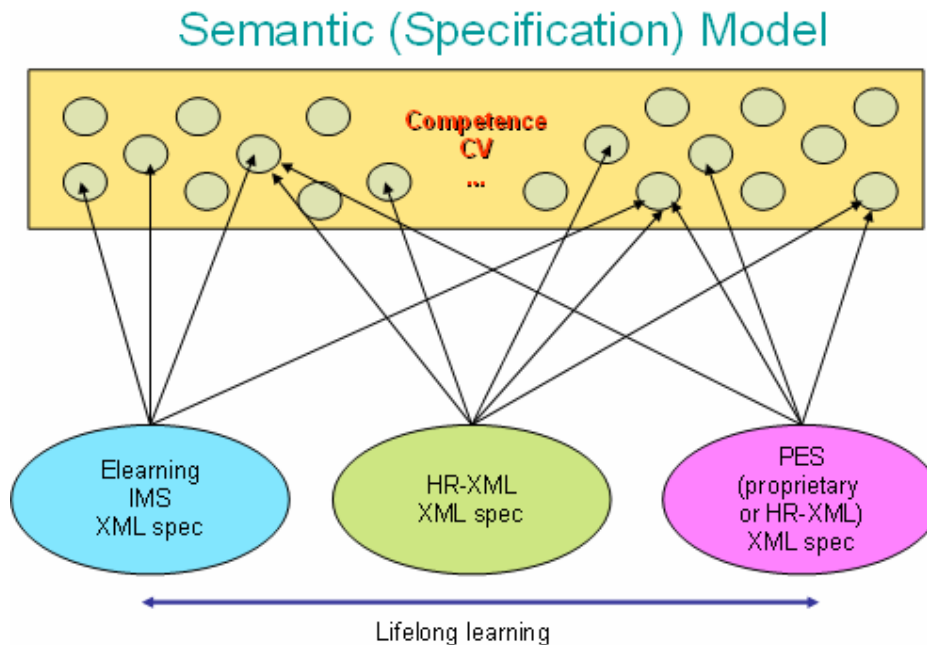 Semantic (Specification) Model
Competence
CV
...
Elearning
IMS
XML spec
HR-XML
XML spec
PES
(proprietary
or HR-XML)
XML spec
Lifelong learning